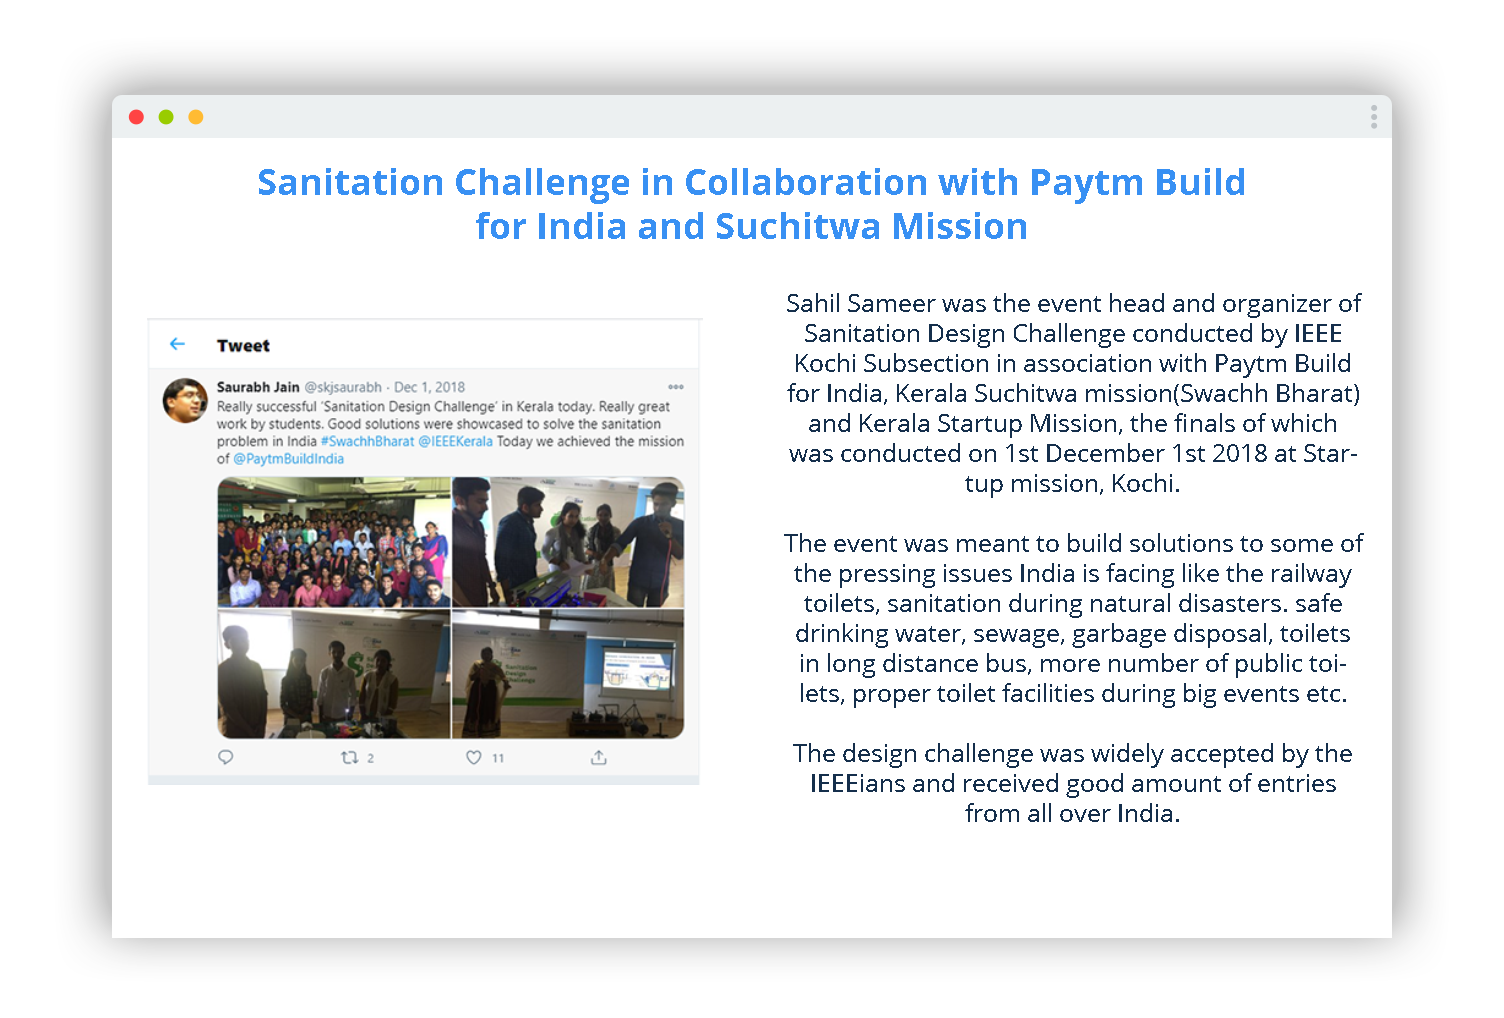 Sanitation Challenge in Collaboration with Paytm Build
for India and Suchitwa Mission
Tweet
Saurabh Jain @skjsaurabh · Dec 1, 2018
Really successful 'Sanitation Design Challenge' in Kerala today. Really great
work by students. Good solutions were showcased to solve the sanitation
problem in India #SwachhBharat @IEEEKerala Today we achieved the mission
of @PaytmBuildIndia
Sanitation
Design
Challenge
2
11
Sahil Sameer was the event head and organizer of
Sanitation Design Challenge conducted by IEEE
Kochi Subsection in association with Paytm Build
for India, Kerala Suchitwa mission(Swachh Bharat)
and Kerala Startup Mission, the finals of which
was conducted on 1st December 1st 2018 at Star-
tup mission, Kochi.
The event was meant to build solutions to some of
the pressing issues India is facing like the railway
toilets, sanitation during natural disasters. safe
drinking water, sewage, garbage disposal, toilets
in long distance bus, more number of public toi-
lets, proper toilet facilities during big events etc.
The design challenge was widely accepted by the
IEEEians and received good amount of entries
from all over India.